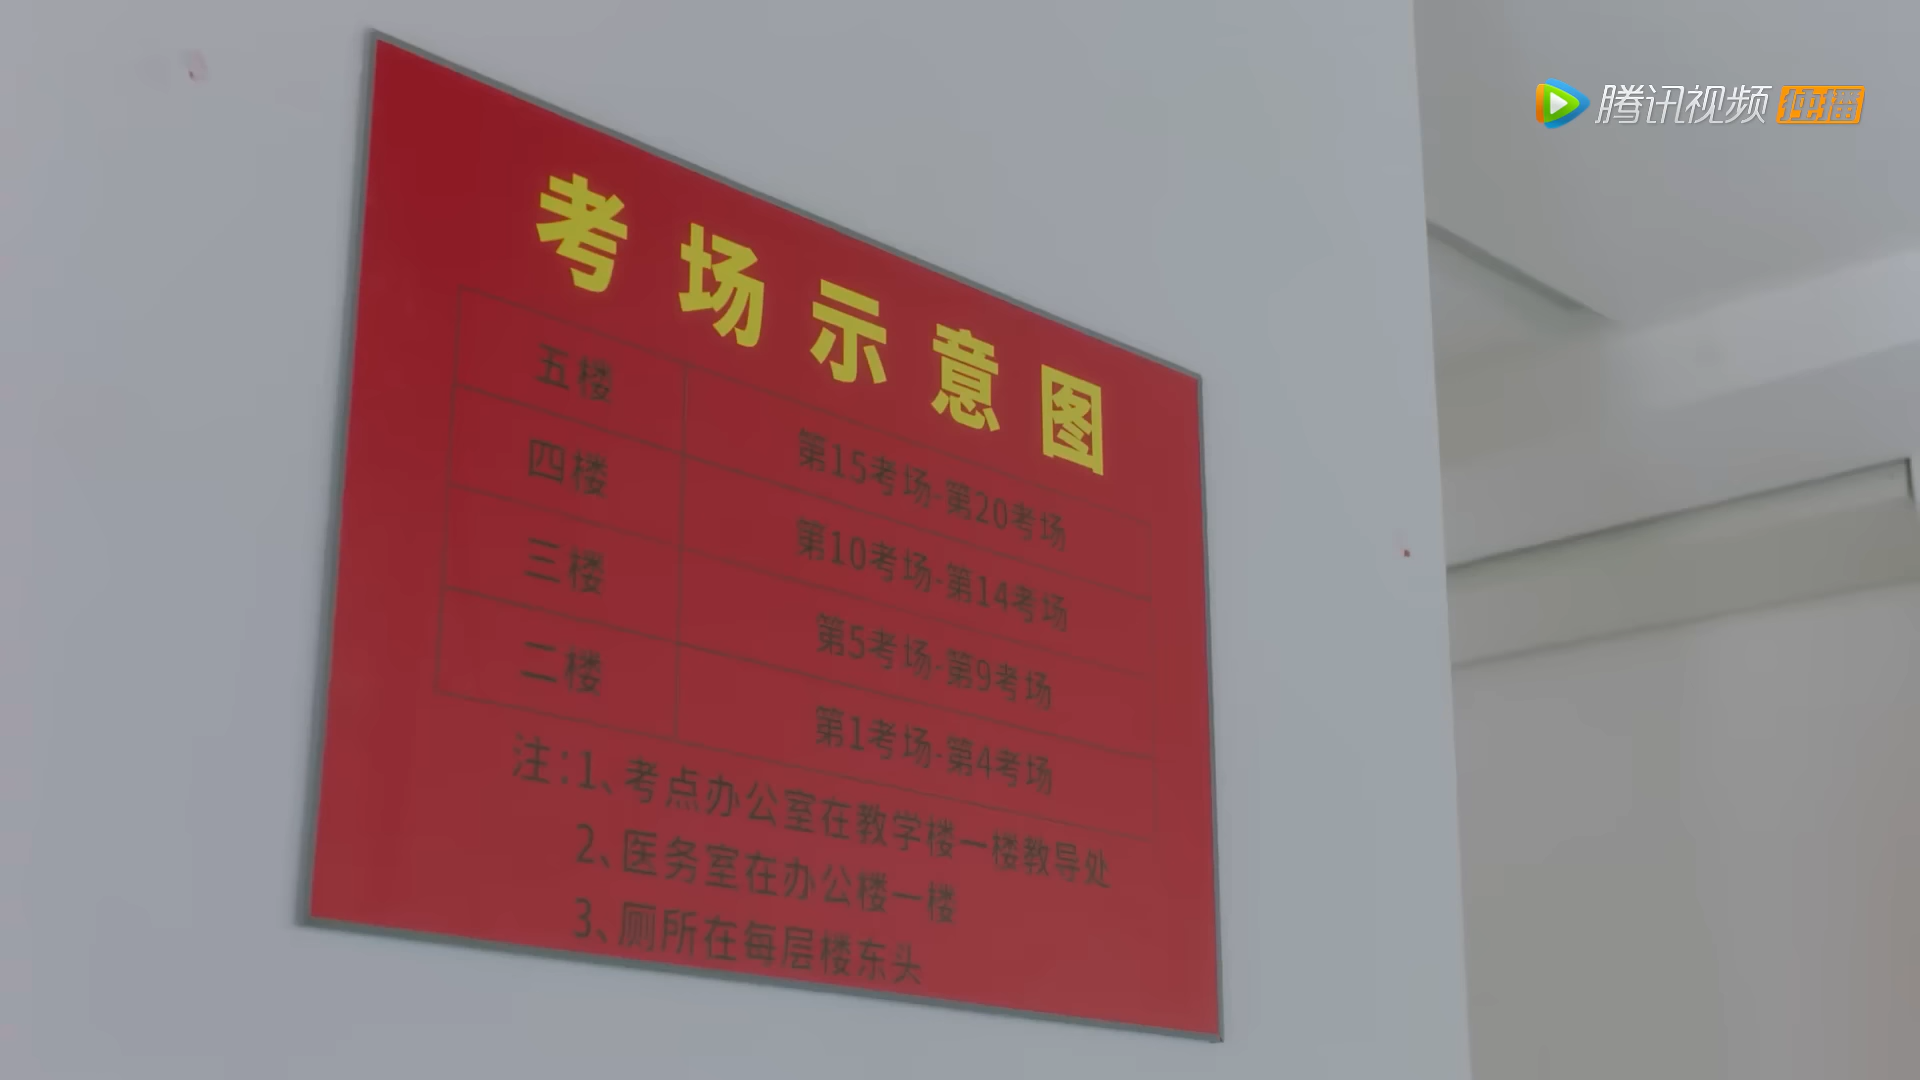 腾讯视频 独播
考场示意图
五楼 第15考场-第20考场
四楼 第10考场-第14考场
三楼 第5考场-第9考场
二楼 第1考场-第4考场
注:1、考点办公室在教学楼一楼教导处
2、医务室在办公楼一楼
3、厕所在每层楼东头